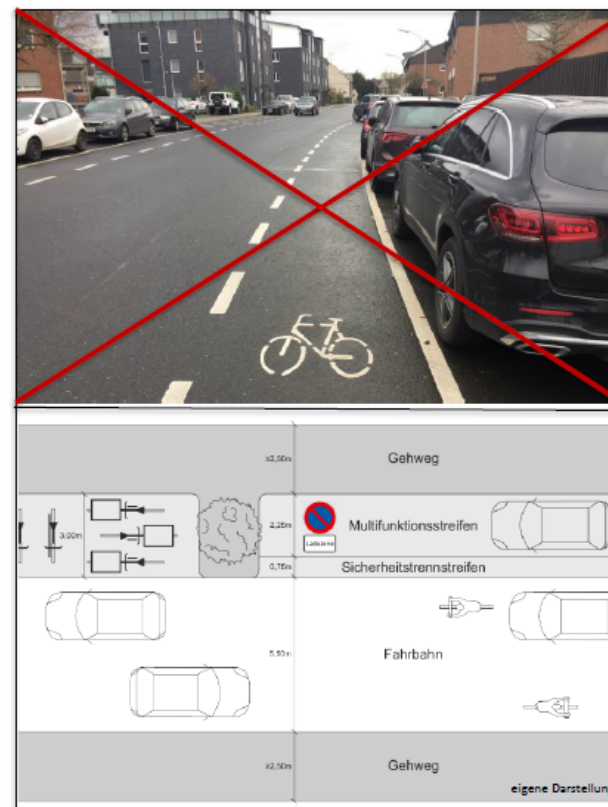 ≥2,50m
Gehweg
3,00m
2,25m
Ladezone
Multifunktionsstreifen
0,75m
Sicherheitstrennstreifen
5,50m
Fahrbahn
≥2,50m
Gehweg
eigene Darstellun